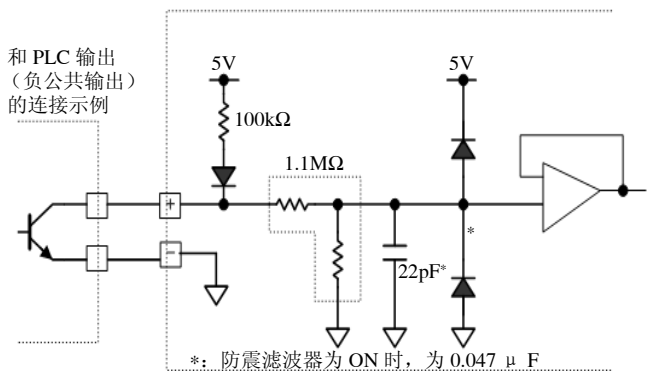 和 PLC 输出
（负公共输出）
的连接示例
5V
5V
100kΩ
1.1MΩ
+
−
*
22pF*
*：防震滤波器为 ON 时，为 0.047 μ F